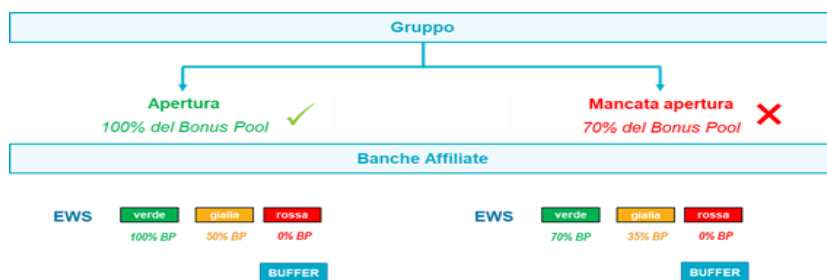 Gruppo
Apertura
100% del Bonus Pool
Mancata apertura
70% del Bonus Pool
Banche Affiliate
EWS verde gialla rossa
100% BP 50% BP 0% BP
BUFFER
EWS verde gialla rossa
70% BP 35% BP 0% BP
BUFFER